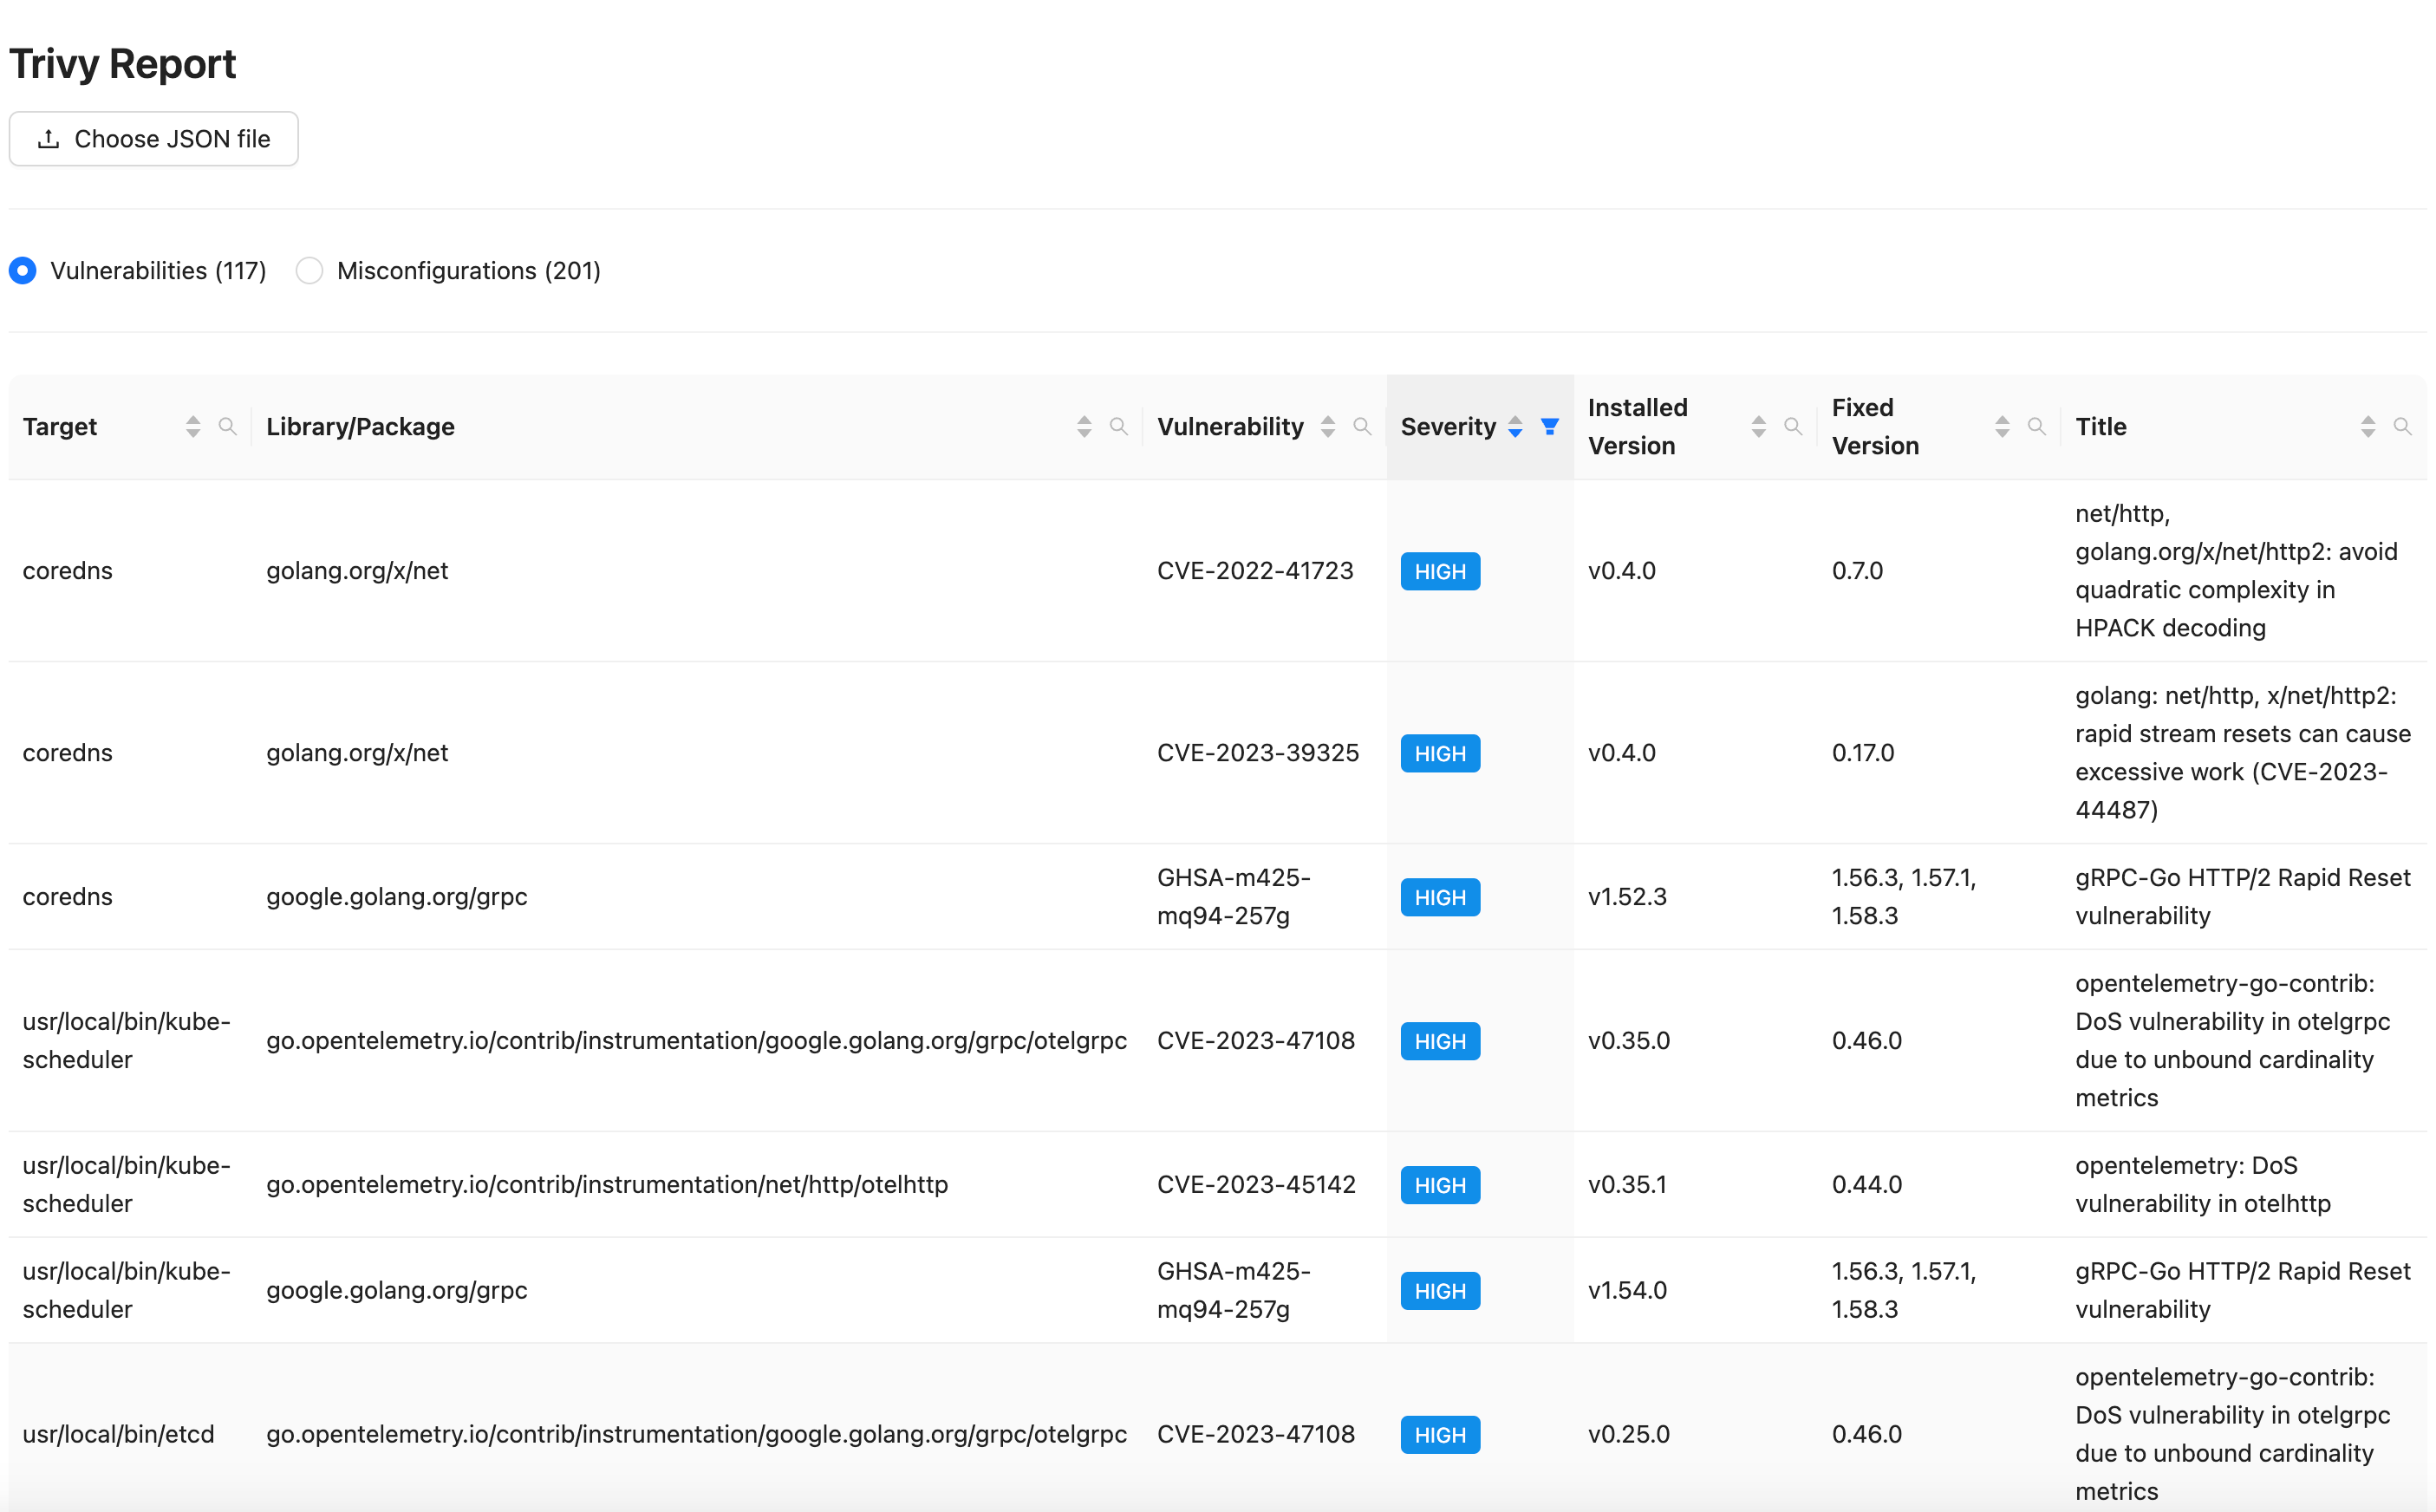 Trivy Report
Choose JSON file
Vulnerabilities (117) Misconfigurations (201)
Target Library/Package Vulnerability Severity Installed Version Fixed Version Title
coredns golang.org/x/net CVE-2022-41723 HIGH v0.4.0 0.7.0 net/http,
golang.org/x/net/http2: avoid
quadratic complexity in
HPACK decoding
coredns golang.org/x/net CVE-2023-39325 HIGH v0.4.0 0.17.0 golang: net/http, x/net/http2:
rapid stream resets can cause
excessive work (CVE-2023-
44487)
coredns google.golang.org/grpc GHSA-m425-
mq94-257g HIGH v1.52.3 1.56.3, 1.57.1,
1.58.3 gRPC-Go HTTP/2 Rapid Reset
vulnerability
usr/local/bin/kube-
scheduler go.opentelemetry.io/contrib/instrumentation/google.golang.org/grpc/otelgrpc CVE-2023-47108 HIGH v0.35.0 0.46.0 opentelemetry-go-contrib:
DoS vulnerability in otelgrpc
due to unbound cardinality
metrics
usr/local/bin/kube-
scheduler go.opentelemetry.io/contrib/instrumentation/net/http/otelhttp CVE-2023-45142 HIGH v0.35.1 0.44.0 opentelemetry: DoS
vulnerability in otelhttp
usr/local/bin/kube-
scheduler google.golang.org/grpc GHSA-m425-
mq94-257g HIGH v1.54.0 1.56.3, 1.57.1,
1.58.3 gRPC-Go HTTP/2 Rapid Reset
vulnerability
usr/local/bin/etcd go.opentelemetry.io/contrib/instrumentation/google.golang.org/grpc/otelgrpc CVE-2023-47108 HIGH v0.25.0 0.46.0 opentelemetry-go-contrib:
DoS vulnerability in otelgrpc
due to unbound cardinality
metrics